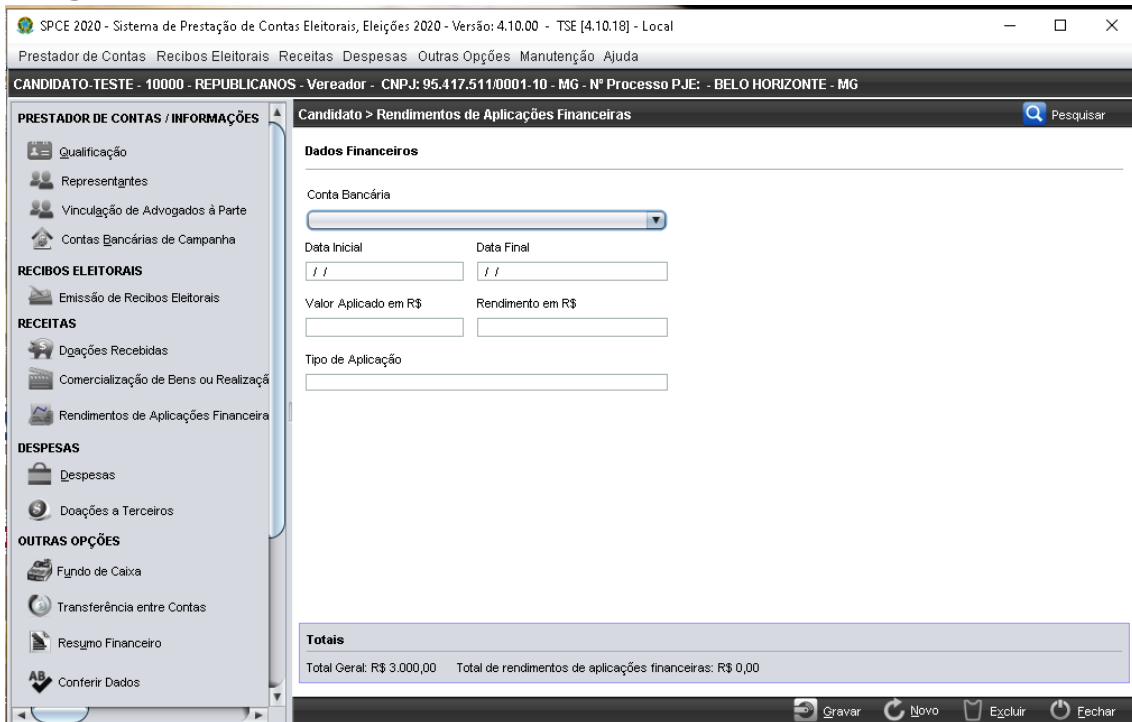 SPCE 2020 - Sistema de Prestação de Contas Eleitorais, Eleições 2020 - Versão: 4.10.00 - TSE [4.10.18] - Local
Prestador de Contas Recibos Eleitorais Receitas Despesas Outras Opções Manutenção Ajuda
CANDIDATO-TESTE - 10000 - REPUBLICANOS - Vereador - CNPJ: 95.417.511/0001-10 - MG - Nº Processo PJE: - BELO HORIZONTE - MG
PRESTADOR DE CONTAS / INFORMAÇÕES
Qualificação
Representantes
Vinculação de Advogados à Parte
Contas Bancárias de Campanha
RECIBOS ELEITORAIS
Emissão de Recibos Eleitorais
RECEITAS
Doações Recebidas
Comercialização de Bens ou Realizaçã
Rendimentos de Aplicações Financeira
DESPESAS
Despesas
Doações a Terceiros
OUTRAS OPÇÕES
Fundo de Caixa
Transferência entre Contas
Resumo Financeiro
Conferir Dados
Candidato > Rendimentos de Aplicações Financeiras
Pesquisar
Dados Financeiros
Conta Bancária
Data Inicial Data Final
/ / / /
Valor Aplicado em R$ Rendimento em R$
Tipo de Aplicação
Totais
Total Geral: R$ 3.000,00 Total de rendimentos de aplicações financeiras: R$ 0,00
Gravar Novo Excluir Fechar